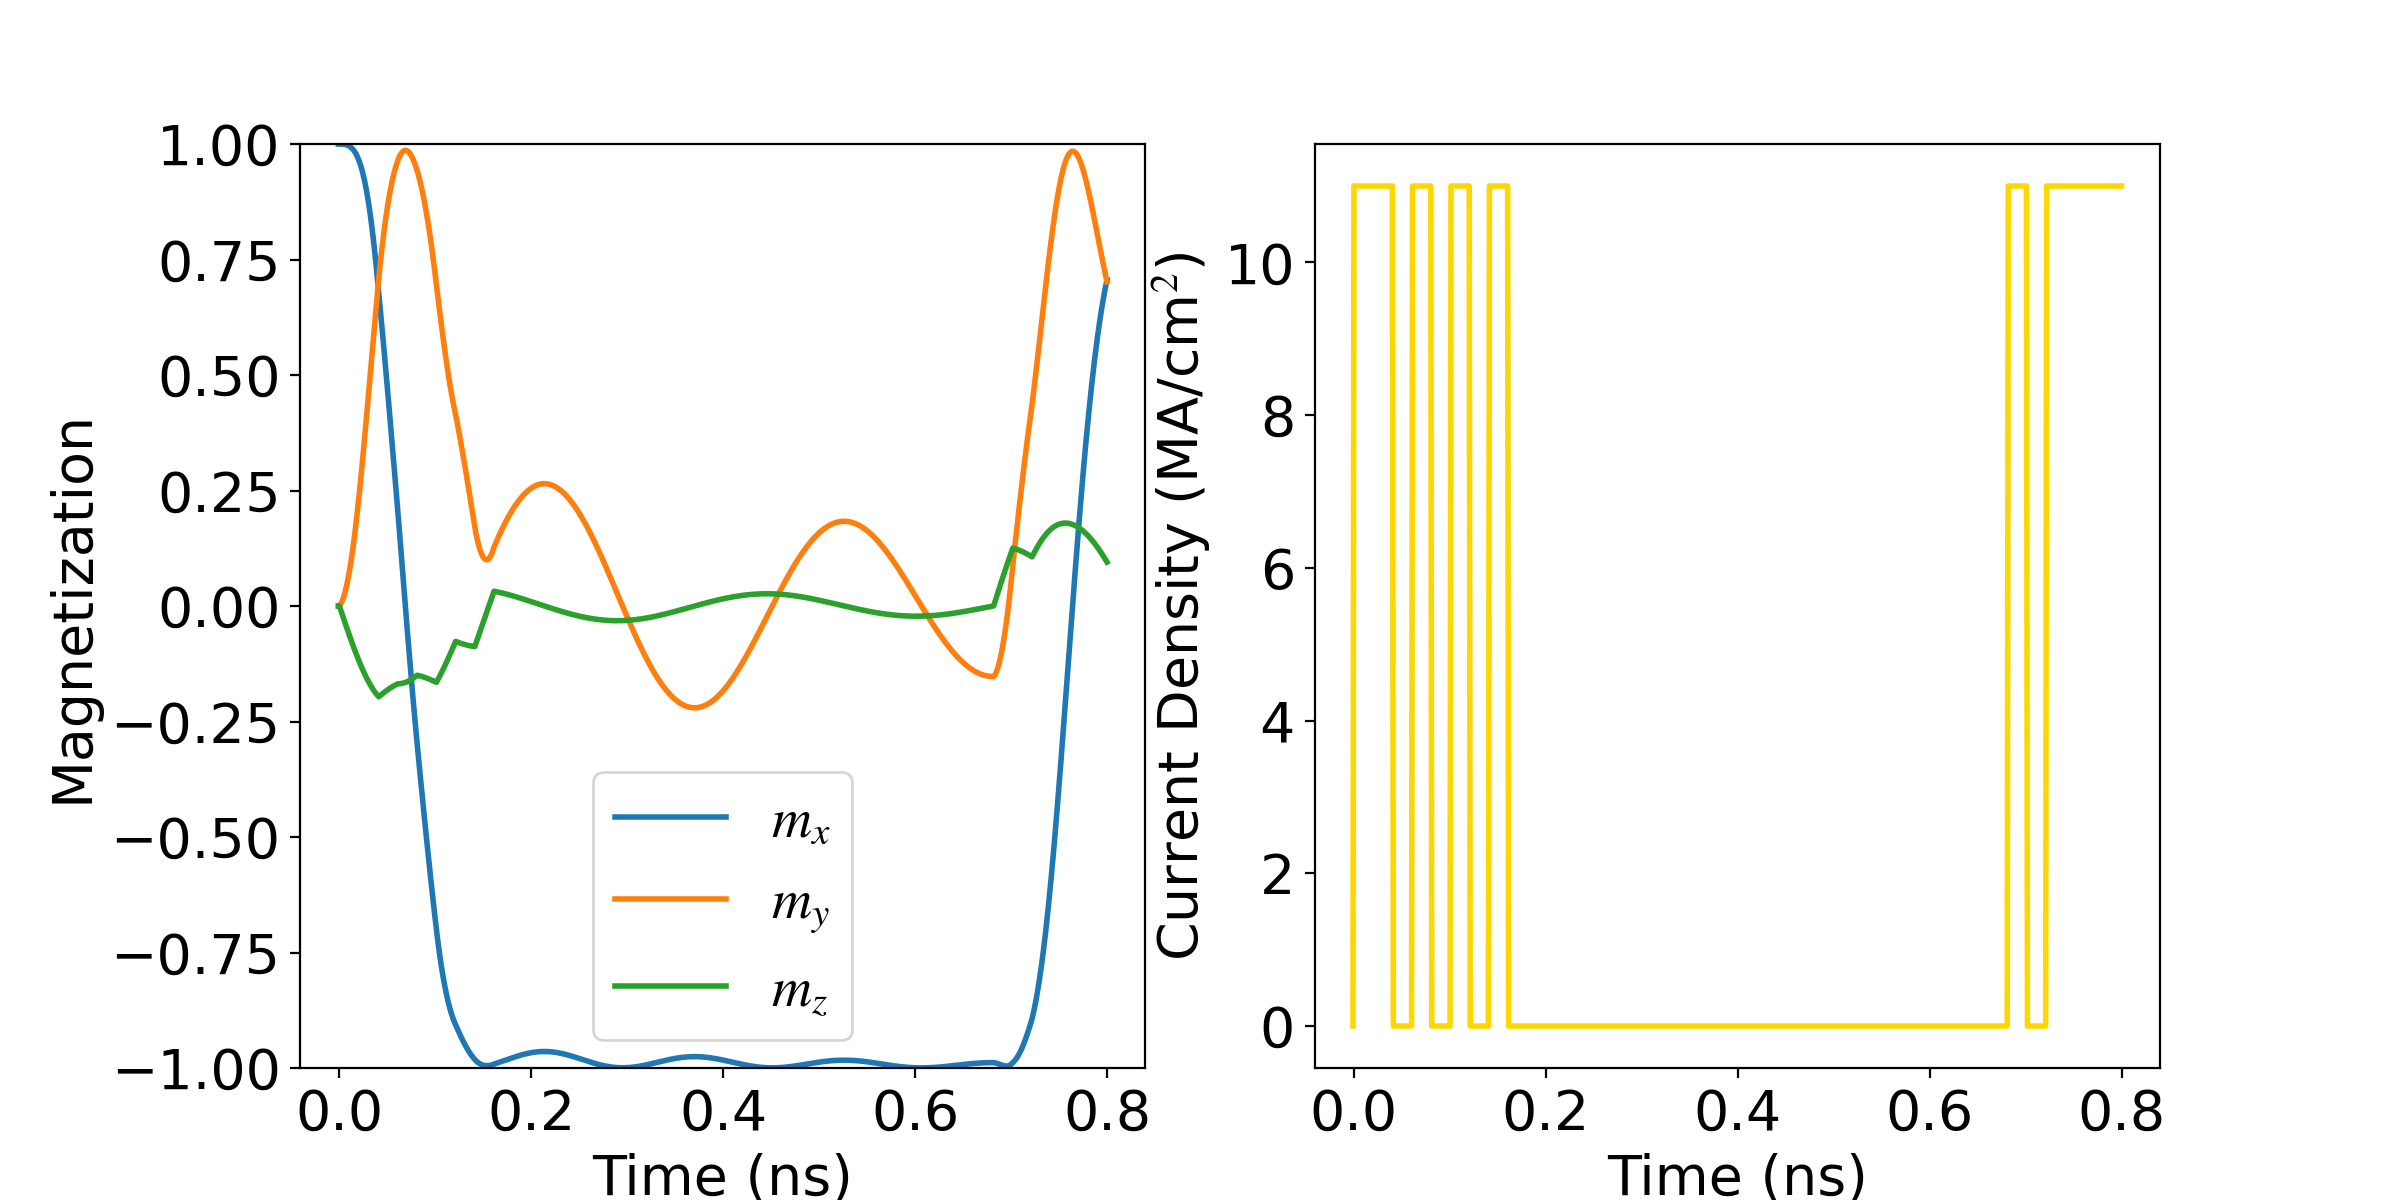 Magnetization
1.00
0.75
0.50
0.25
0.00
−0.25
−0.50
−0.75
−1.00
0.0 0.2 0.4 0.6 0.8
Time (ns)
m_x
m_y
m_z
Current Density (MA/cm²)
10
8
6
4
2
0
0.0 0.2 0.4 0.6 0.8
Time (ns)